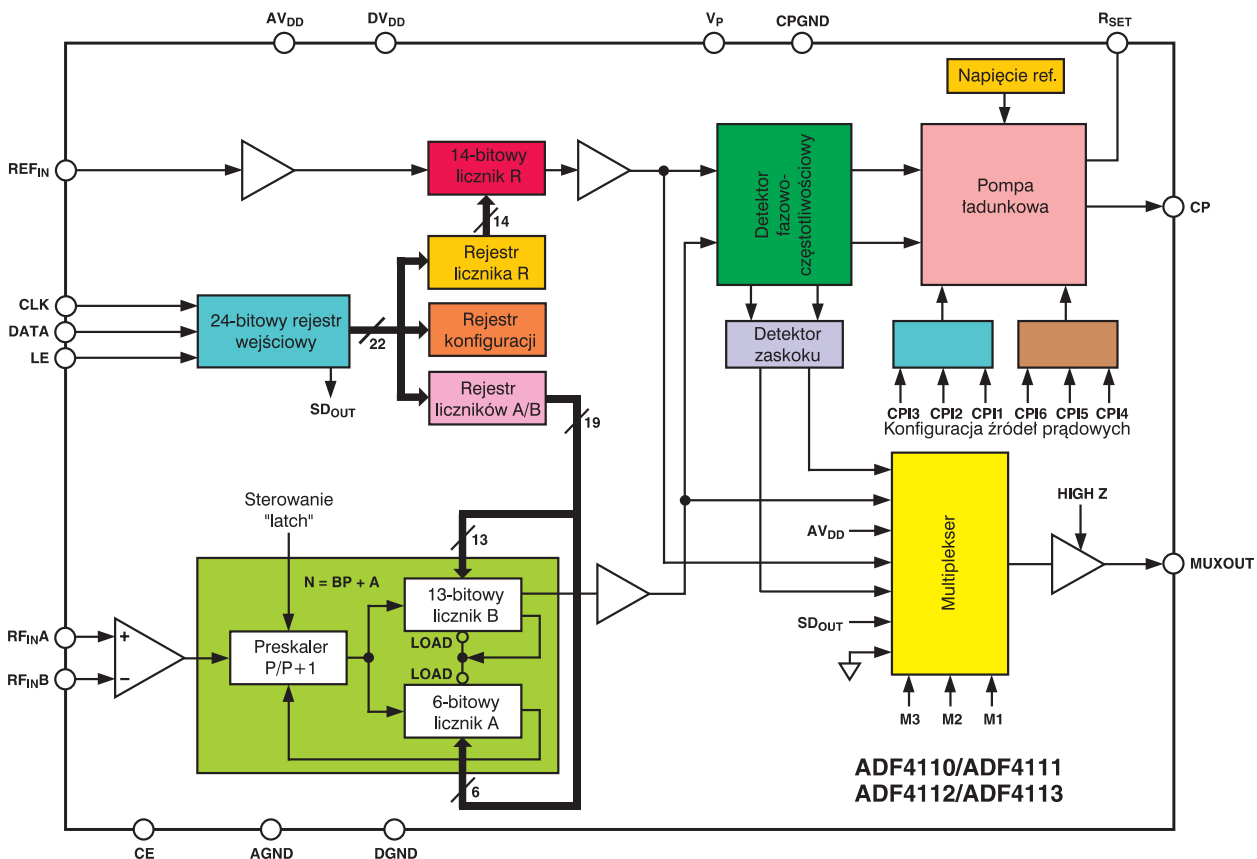 AVDD
DVDD
VP
CPGND
RSET
Napięcie ref.
REFIN
14-bitowy
licznik R
14
Detektor
fazowo-
częstotliwościowy
Pompa
ładunkowa
CP
Rejestr
licznika R
CLK
DATA
LE
24-bitowy rejestr
wejściowy
22
Rejestr
konfiguracji
Detektor
zaskoku
SDOUT
Rejestr
liczników A/B
19
CPI3
CPI2
CPI1
CPI6
CPI5
CPI4
Konfiguracja źródeł prądowych
Sterowanie
"latch"
13
HIGH Z
AVDD
Multiplekser
MUXOUT
N = BP + A
13-bitowy
licznik B
RFINA
+
Preskaler
P/P+1
LOAD
SDOUT
RFINB
–
LOAD
6-bitowy
licznik A
M3
M2
M1
6
ADF4110/ADF4111
ADF4112/ADF4113
CE
AGND
DGND